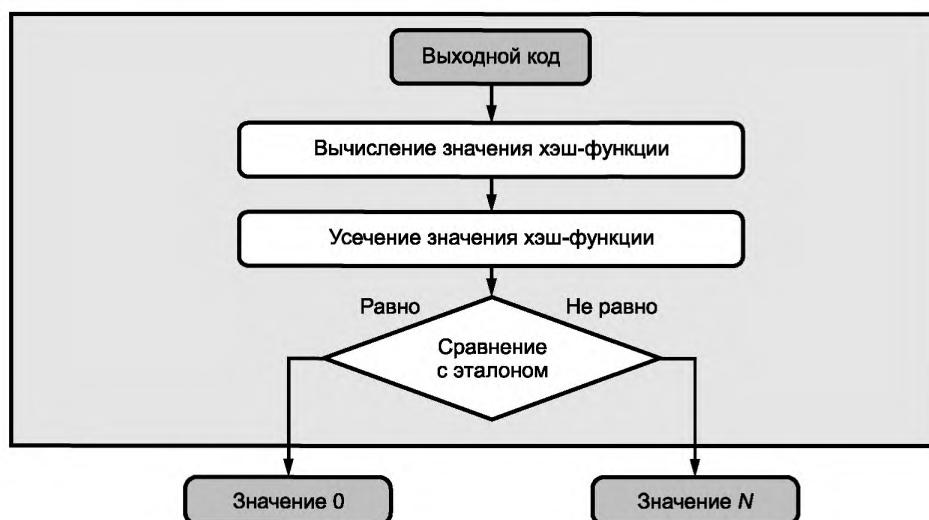 Выходной код
Вычисление значения хэш-функции
Усечение значения хэш-функции
Равно
Не равно
Сравнение
с эталоном
Значение 0
Значение N